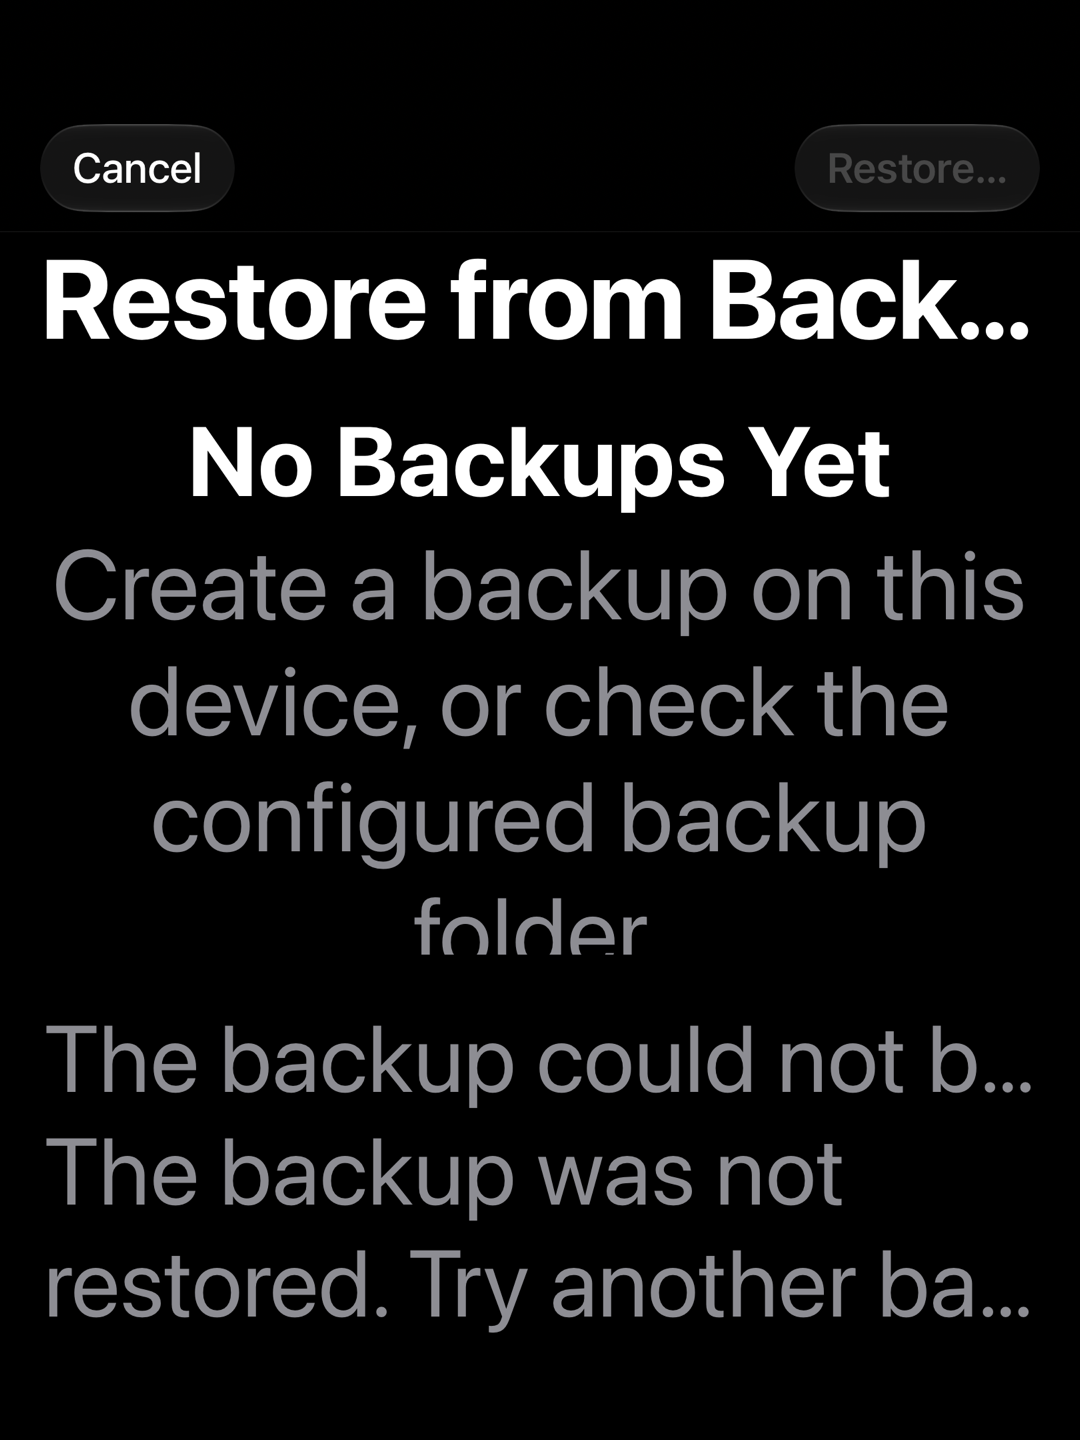 Cancel
Restore...
Restore from Back...
No Backups Yet
Create a backup on this
device, or check the
configured backup
folder
The backup could not b...
The backup was not
restored. Try another ba...